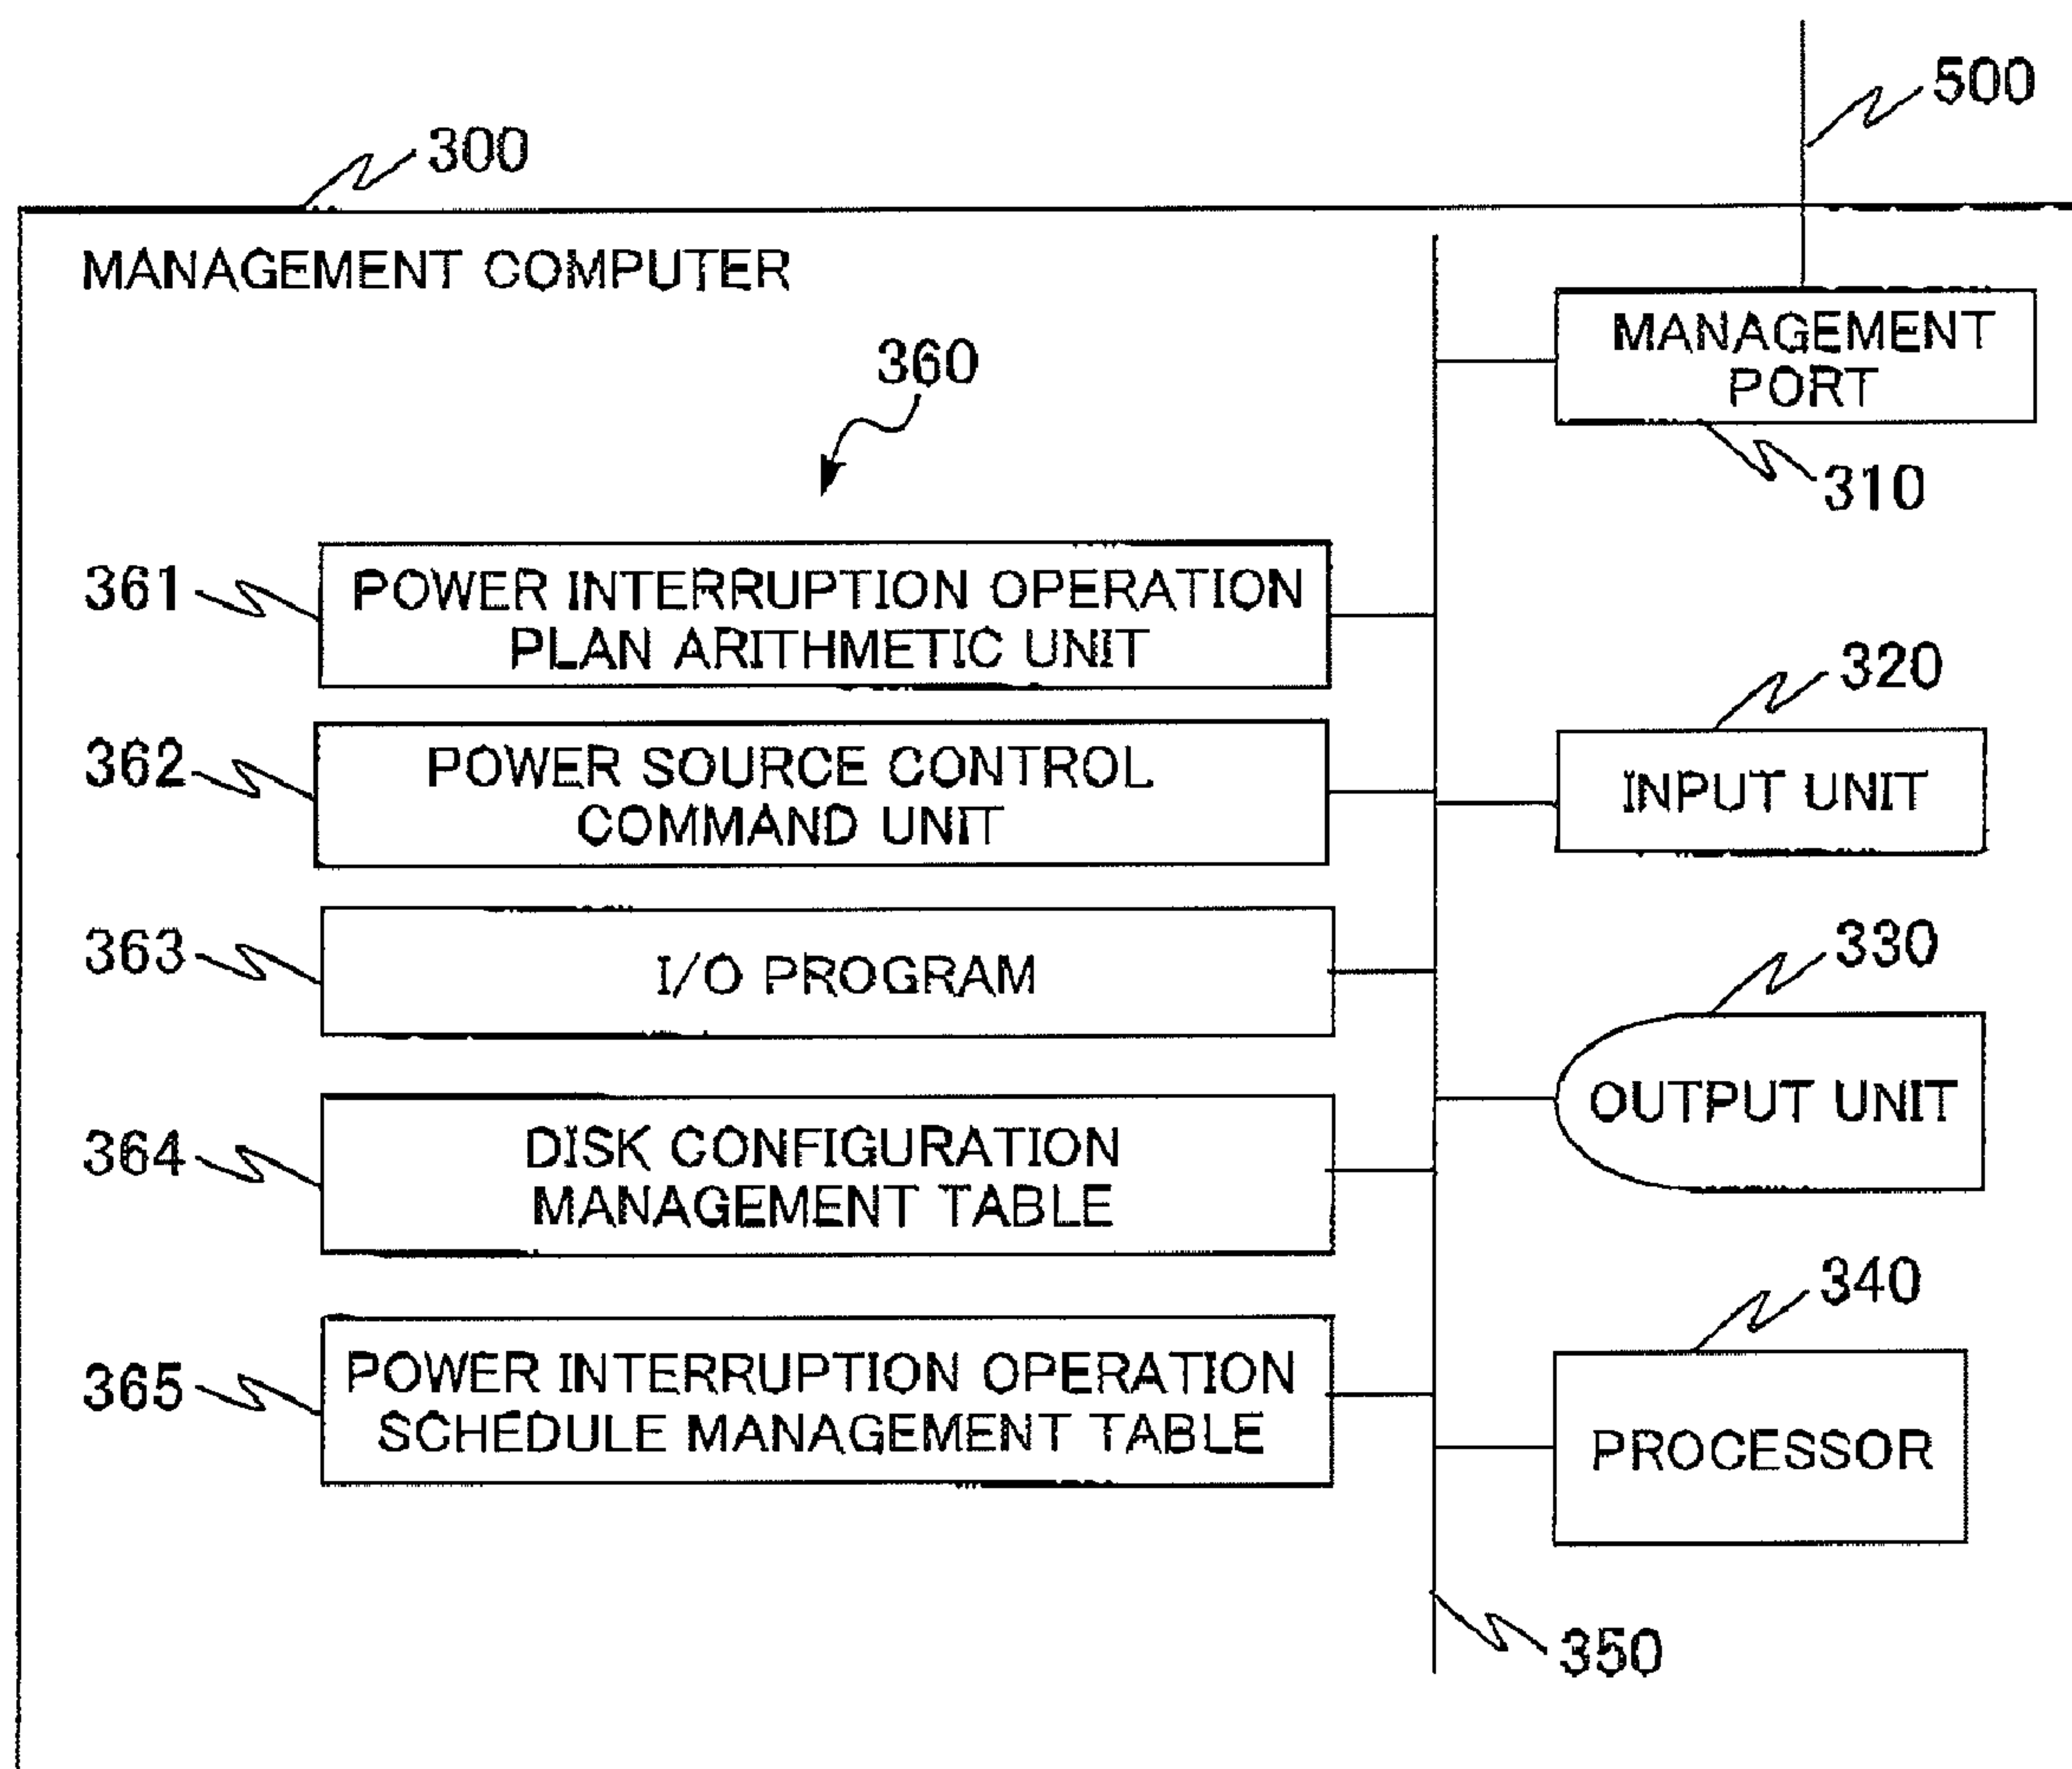 500
300
MANAGEMENT COMPUTER
MANAGEMENT
PORT
310
360
361
POWER INTERRUPTION OPERATION
PLAN ARITHMETIC UNIT
320
INPUT UNIT
362
POWER SOURCE CONTROL
COMMAND UNIT
330
OUTPUT UNIT
363
I/O PROGRAM
364
DISK CONFIGURATION
MANAGEMENT TABLE
340
PROCESSOR
365
POWER INTERRUPTION OPERATION
SCHEDULE MANAGEMENT TABLE
350